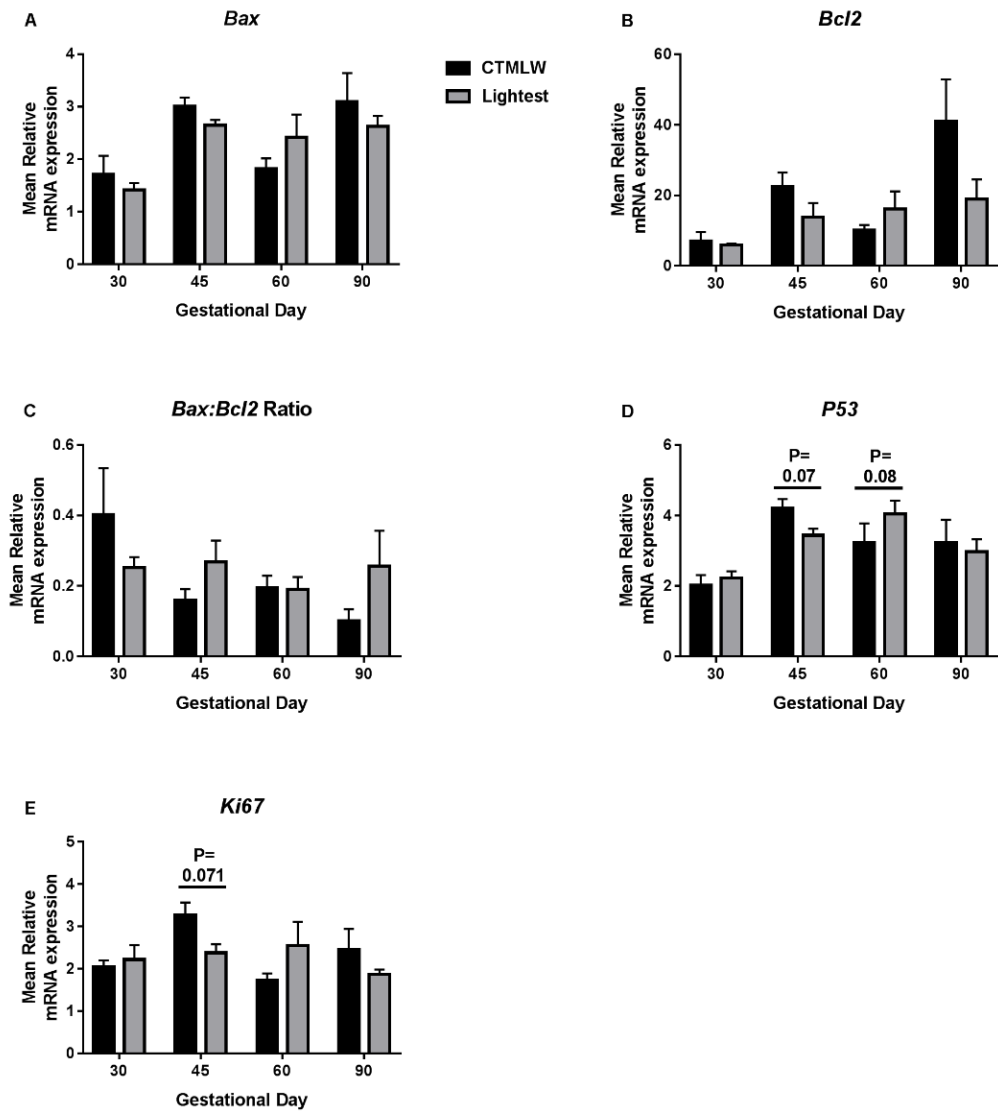 A
Bax
Mean Relative
mRNA expression
4
3
2
1
0
30 45 60 90
Gestational Day
CTMLW
Lightest
B
Bcl2
Mean Relative
mRNA expression
60
40
20
0
30 45 60 90
Gestational Day
C
Bax:Bcl2 Ratio
Mean Relative
mRNA expression
0.6
0.4
0.2
0.0
30 45 60 90
Gestational Day
D
P53
Mean Relative
mRNA expression
6
4
2
0
P=
0.07
P=
0.08
30 45 60 90
Gestational Day
E
Ki67
Mean Relative
mRNA expression
5
4
3
2
1
0
P=
0.071
30 45 60 90
Gestational Day